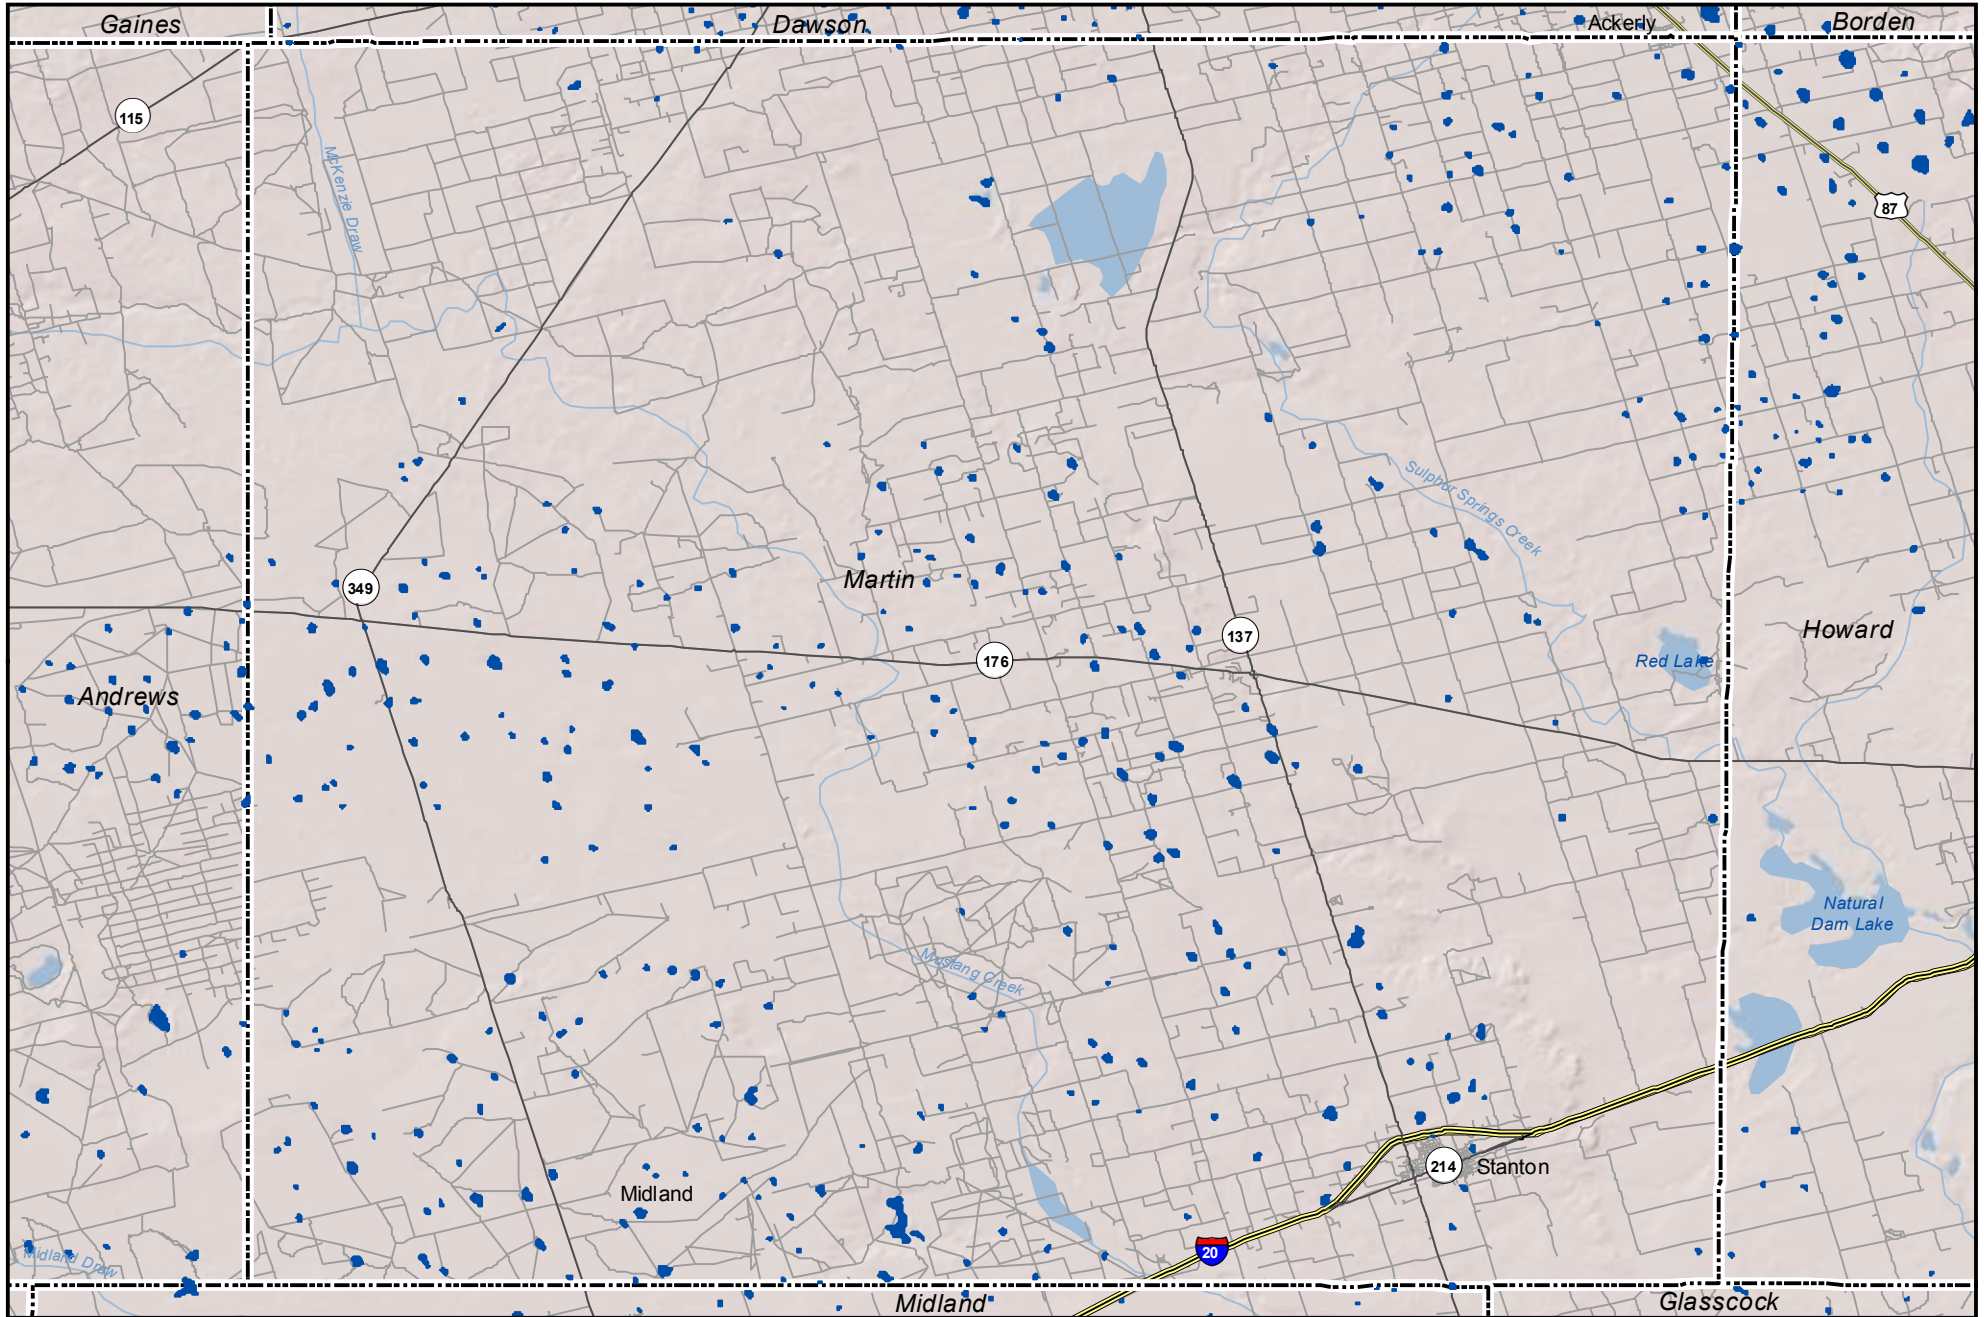 Gaines
Dawson
Ackerly
Borden
115
McKenzie Draw
87
Sulphur Springs Creek
349
Martin
137
Howard
176
Red Lake
Andrews
Natural
Dam Lake
Mustang Creek
214
Stanton
Midland
20
Midland Draw
Midland
Glasscock